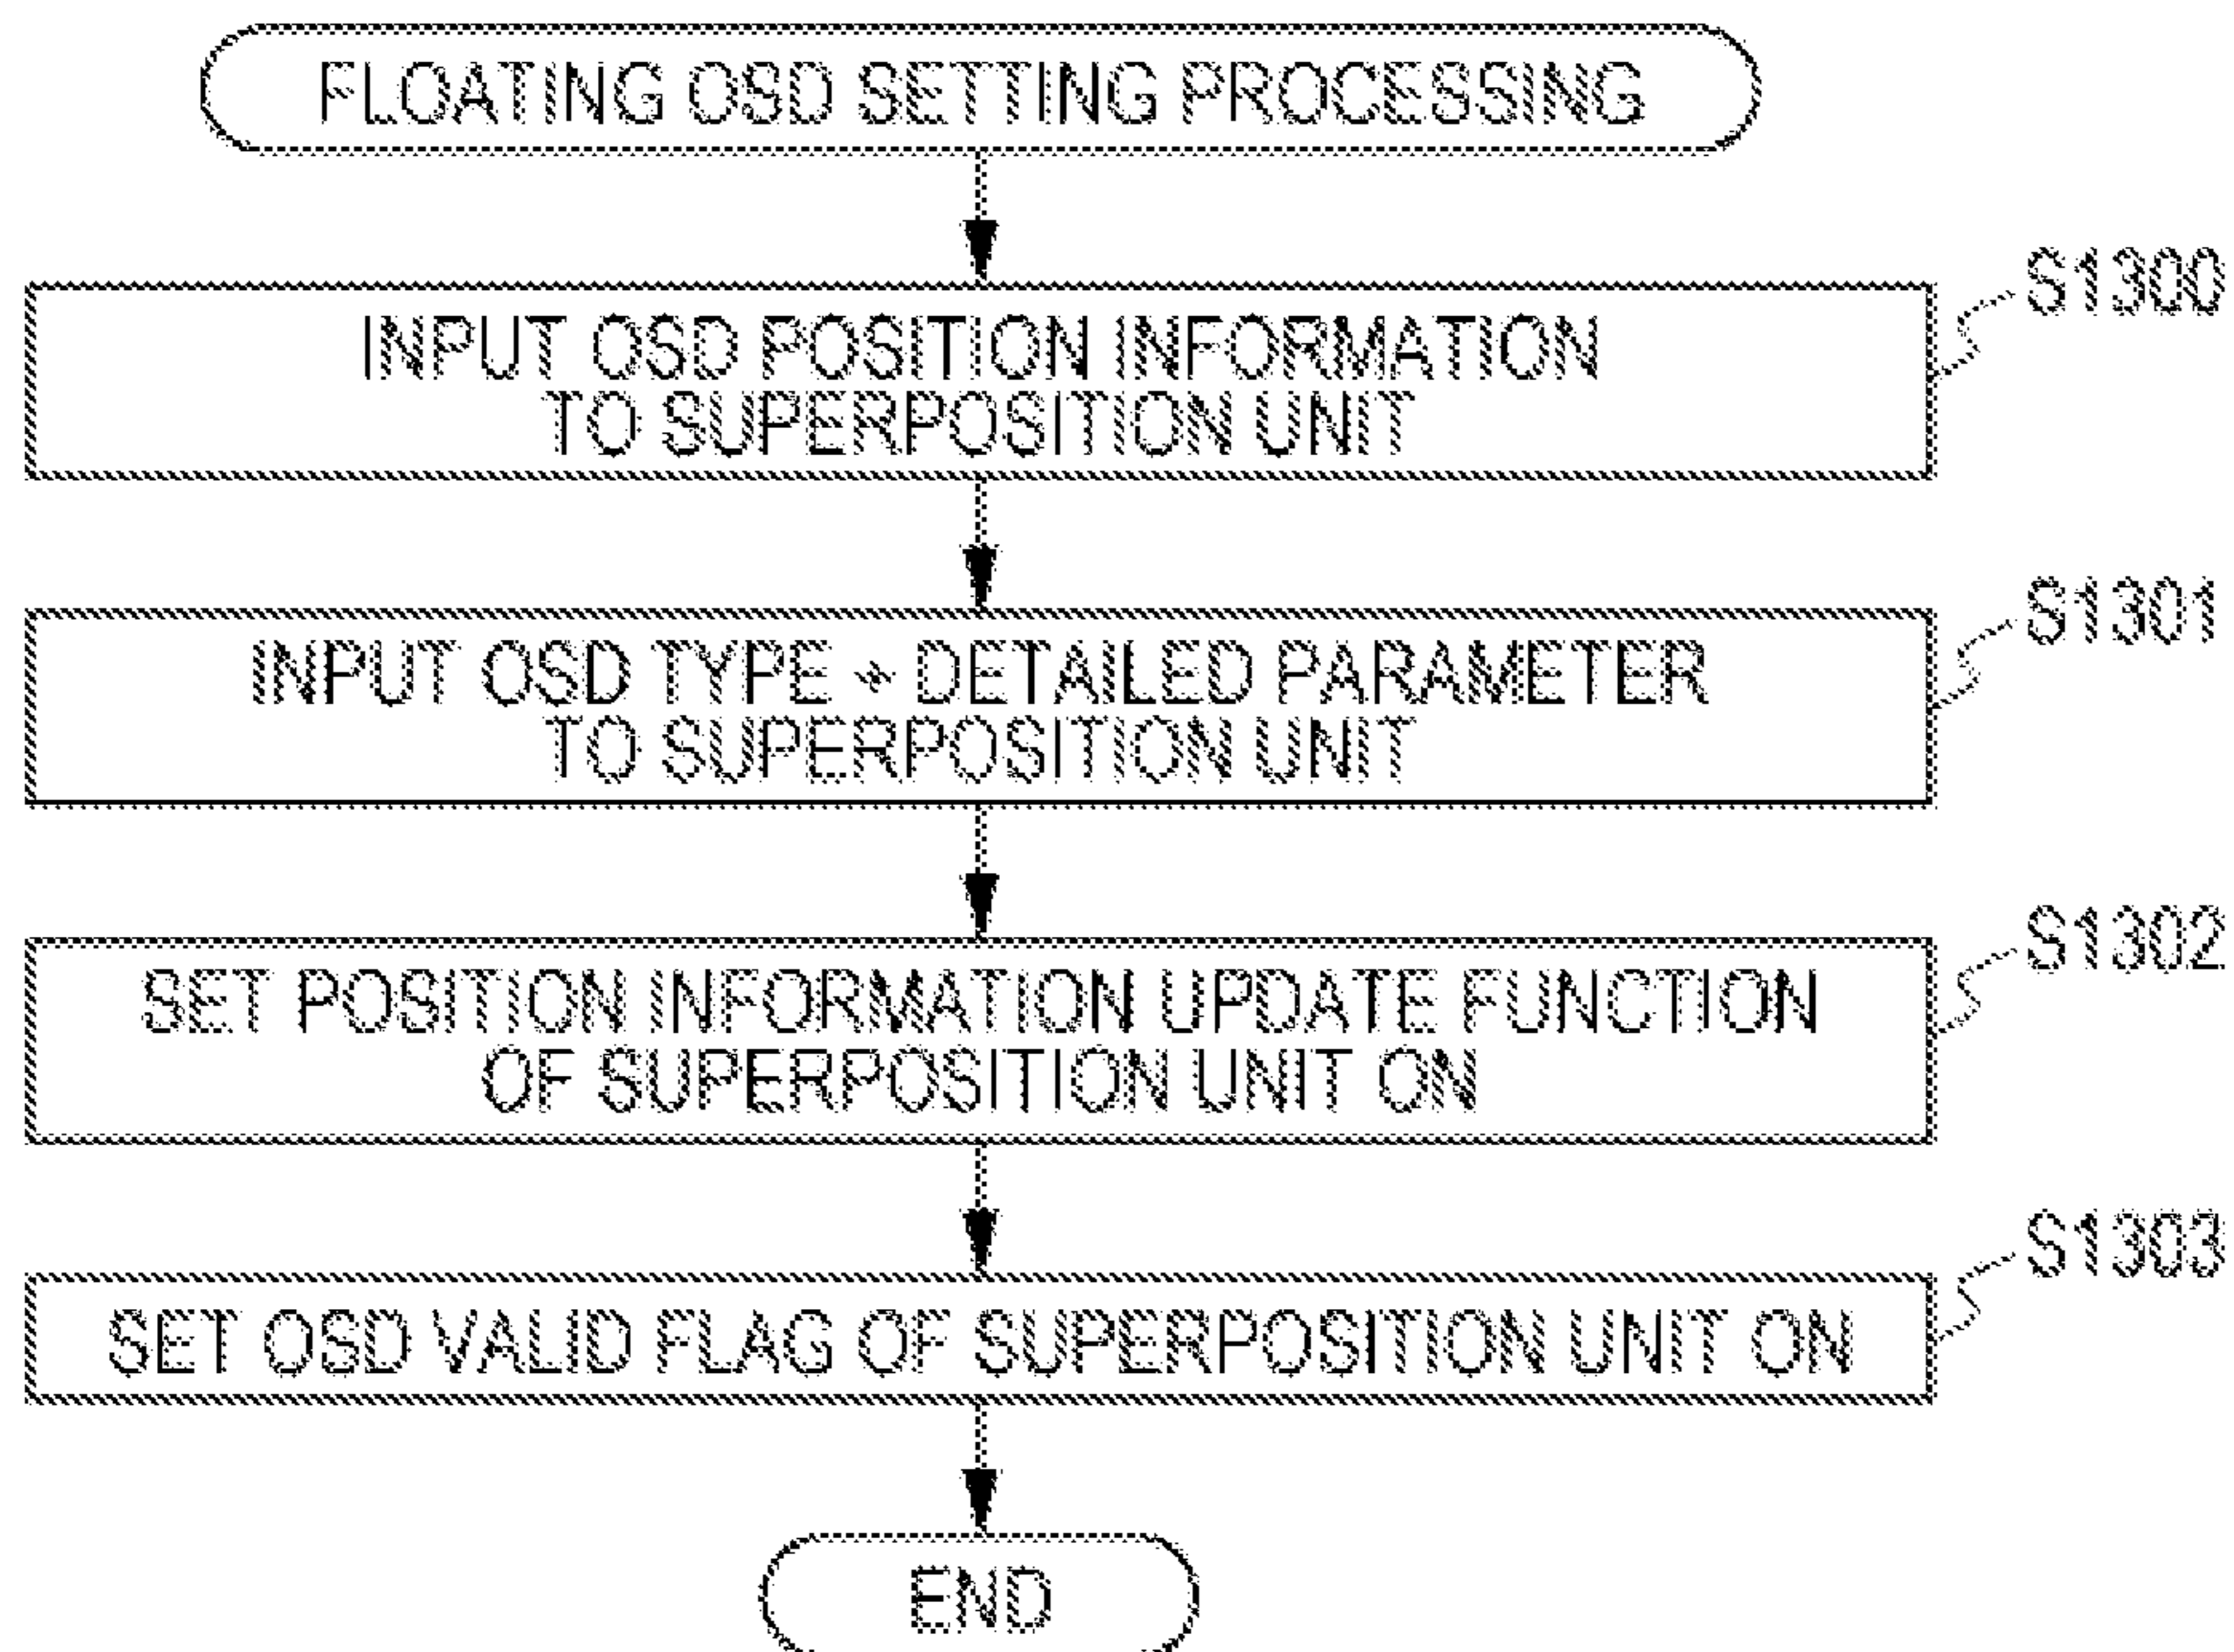 FLOATING OSD SETTING PROCESSING
S1300
INPUT OSD POSITION INFORMATION
TO SUPERPOSITION UNIT
S1301
INPUT OSD TYPE + DETAILED PARAMETER
TO SUPERPOSITION UNIT
S1302
SET POSITION INFORMATION UPDATE FUNCTION
OF SUPERPOSITION UNIT ON
S1303
SET OSD VALID FLAG OF SUPERPOSITION UNIT ON
END